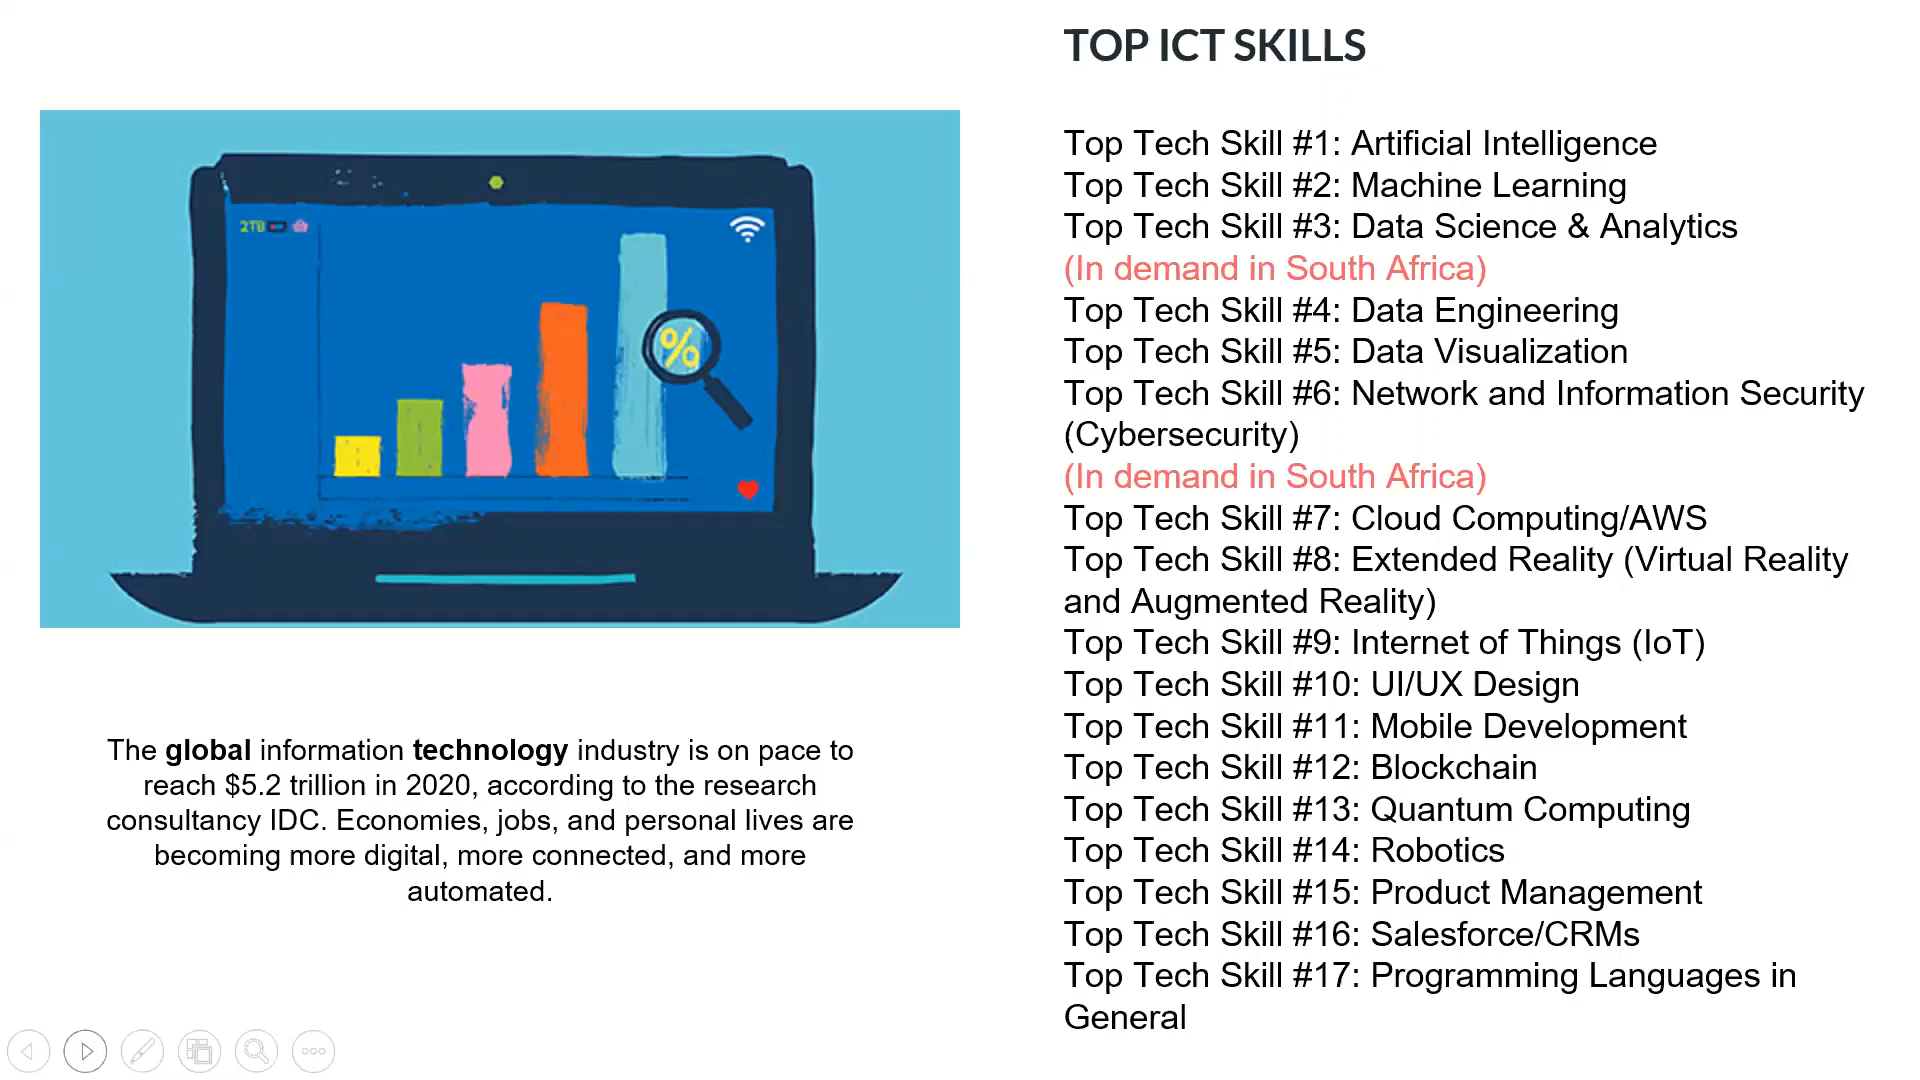 TOP ICT SKILLS
Top Tech Skill #1: Artificial Intelligence
Top Tech Skill #2: Machine Learning
Top Tech Skill #3: Data Science & Analytics
(In demand in South Africa)
Top Tech Skill #4: Data Engineering
Top Tech Skill #5: Data Visualization
Top Tech Skill #6: Network and Information Security
(Cybersecurity)
(In demand in South Africa)
Top Tech Skill #7: Cloud Computing/AWS
Top Tech Skill #8: Extended Reality (Virtual Reality
and Augmented Reality)
Top Tech Skill #9: Internet of Things (IoT)
Top Tech Skill #10: UI/UX Design
Top Tech Skill #11: Mobile Development
Top Tech Skill #12: Blockchain
Top Tech Skill #13: Quantum Computing
Top Tech Skill #14: Robotics
Top Tech Skill #15: Product Management
Top Tech Skill #16: Salesforce/CRMs
Top Tech Skill #17: Programming Languages in
General
2TB
%
The global information technology industry is on pace to
reach $5.2 trillion in 2020, according to the research
consultancy IDC. Economies, jobs, and personal lives are
becoming more digital, more connected, and more
automated.